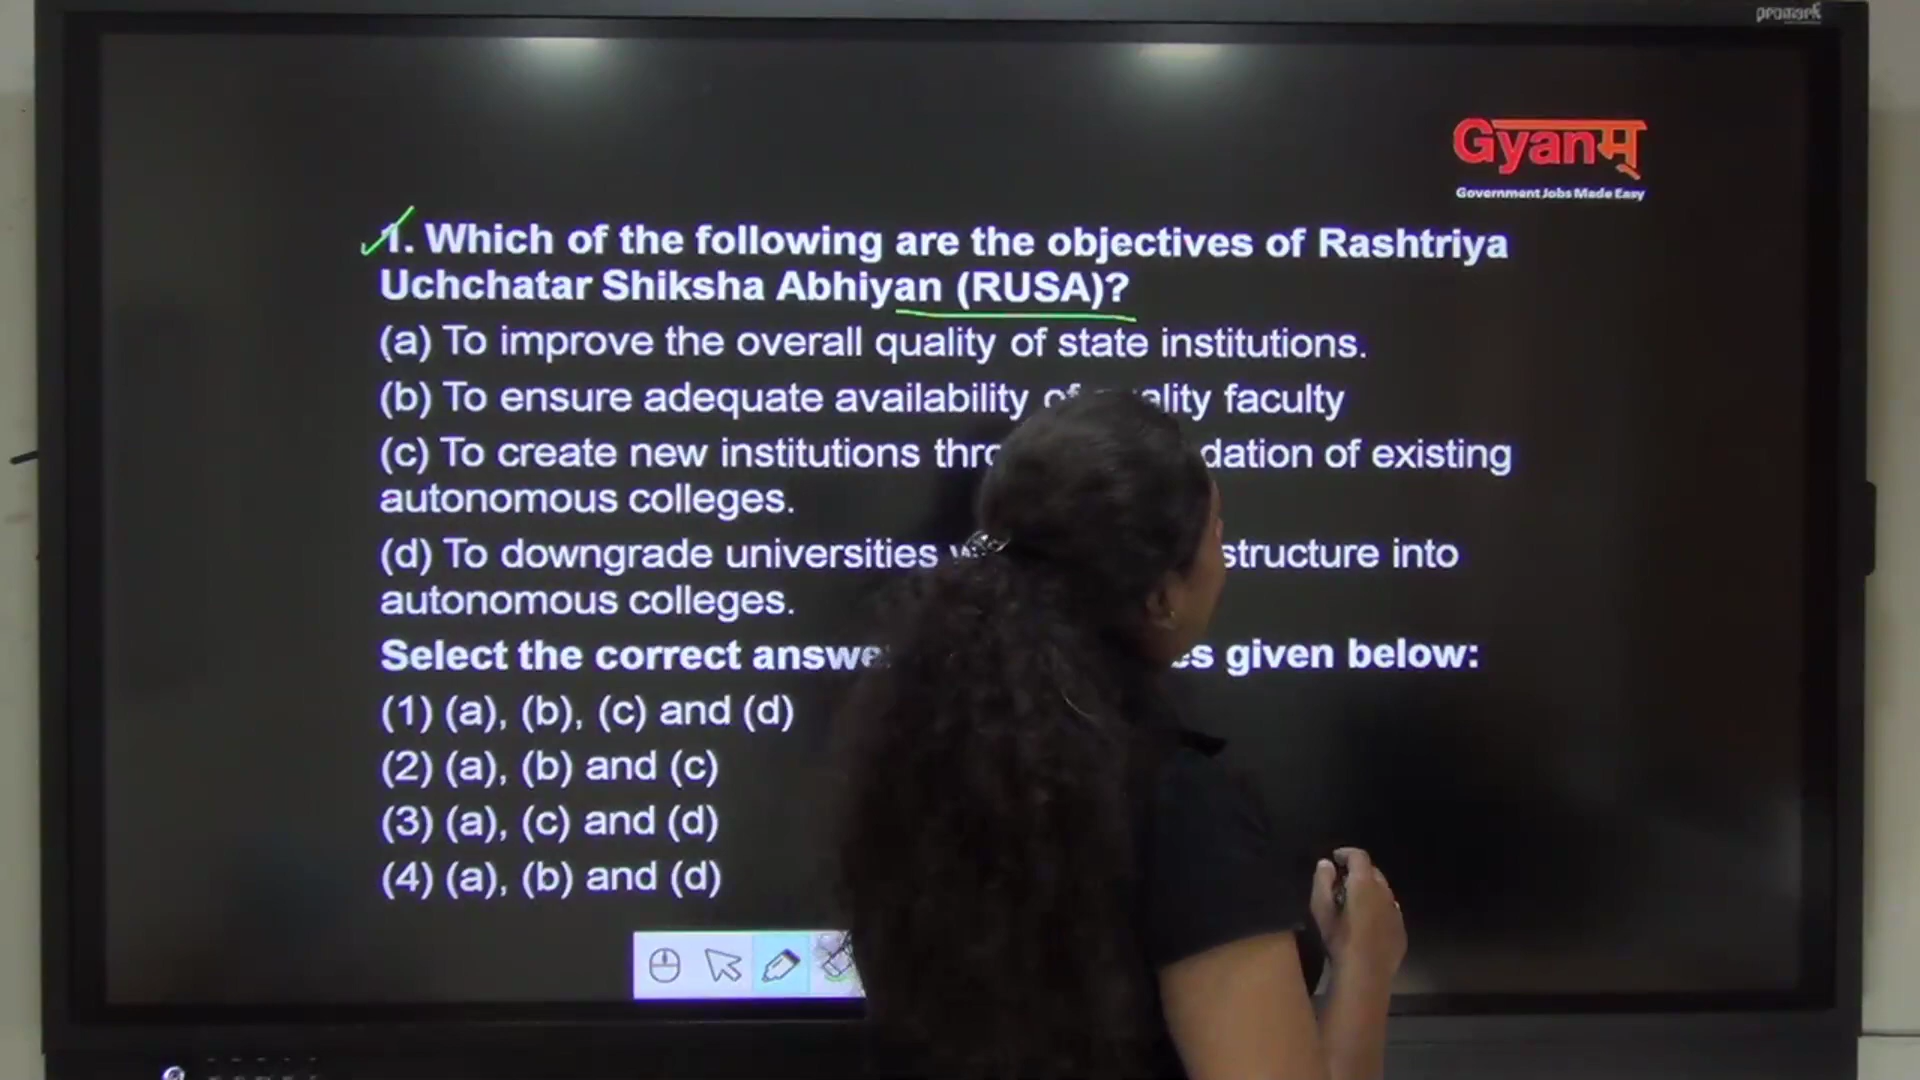 promark
Gyanम्
Government Jobs Made Easy
1. Which of the following are the objectives of Rashtriya
Uchchatar Shiksha Abhiyan (RUSA)?
(a) To improve the overall quality of state institutions.
(b) To ensure adequate availability of quality faculty
(c) To create new institutions of existing
autonomous colleges.
(d) To downgrade universities into
autonomous colleges.
Select the correct given below:
(1) (a), (b), (c) and (d)
(2) (a), (b) and (c)
(3) (a), (c) and (d)
(4) (a), (b) and (d)